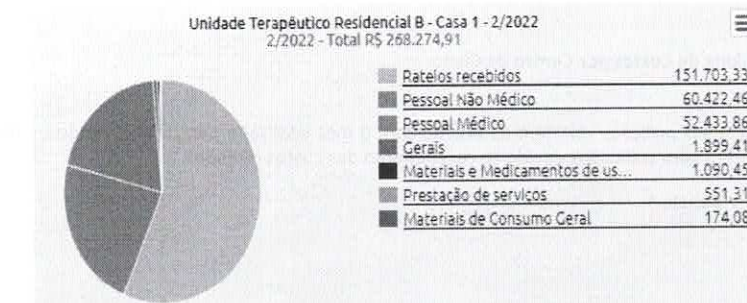 Unidade Terapêutico Residencial B - Casa 1 - 2/2022
2/2022 - Total R$ 268.274,91
Rateios recebidos 151.703,33
Pessoal Não Médico 60.422,46
Pessoal Médico 52.433,86
Gerais 1.899,41
Materiais e Medicamentos de us... 1.090,45
Prestação de serviços 551,31
Materiais de Consumo Geral 174,08